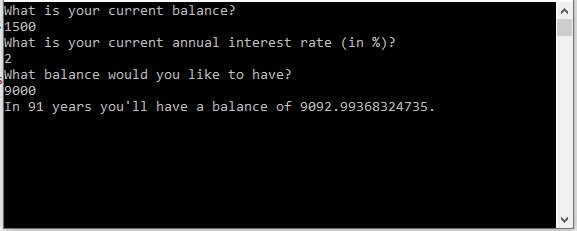 What is your current balance?
1500
What is your current annual interest rate (in %)?
2
What balance would you like to have?
9000
In 91 years you'll have a balance of 9092.99368324735.